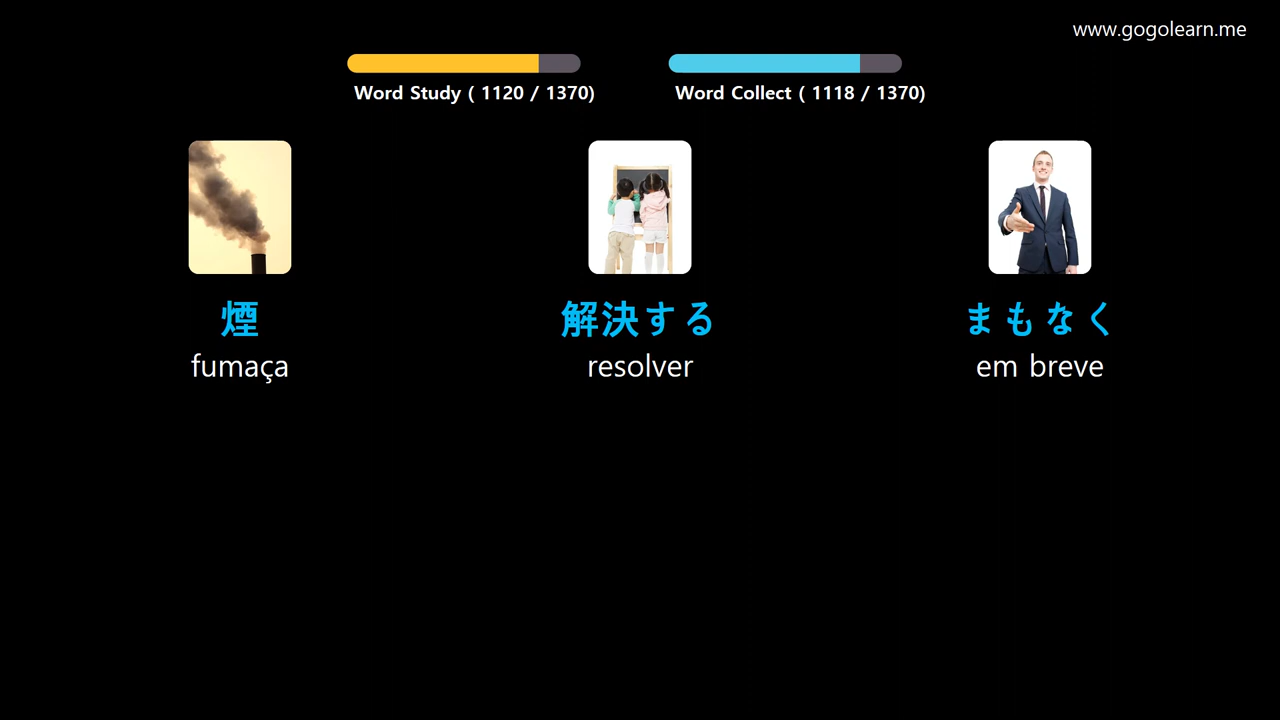 www.gogolearn.me
Word Study ( 1120 / 1370)
Word Collect ( 1118 / 1370)
煙
fumaça
解決する
resolver
まもなく
em breve